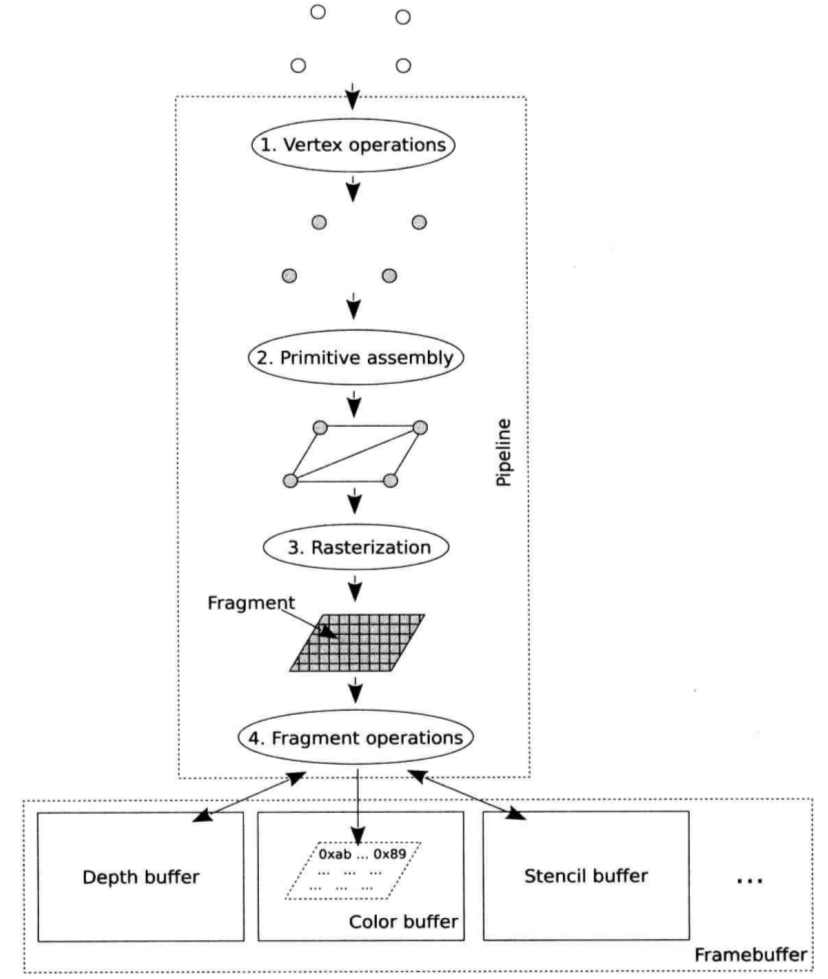 1. Vertex operations
2. Primitive assembly
Pipeline
3. Rasterization
Fragment
4. Fragment operations
Depth buffer
0xab ... 0x89
... ... ...
... ... ...
Color buffer
Stencil buffer
...
Framebuffer